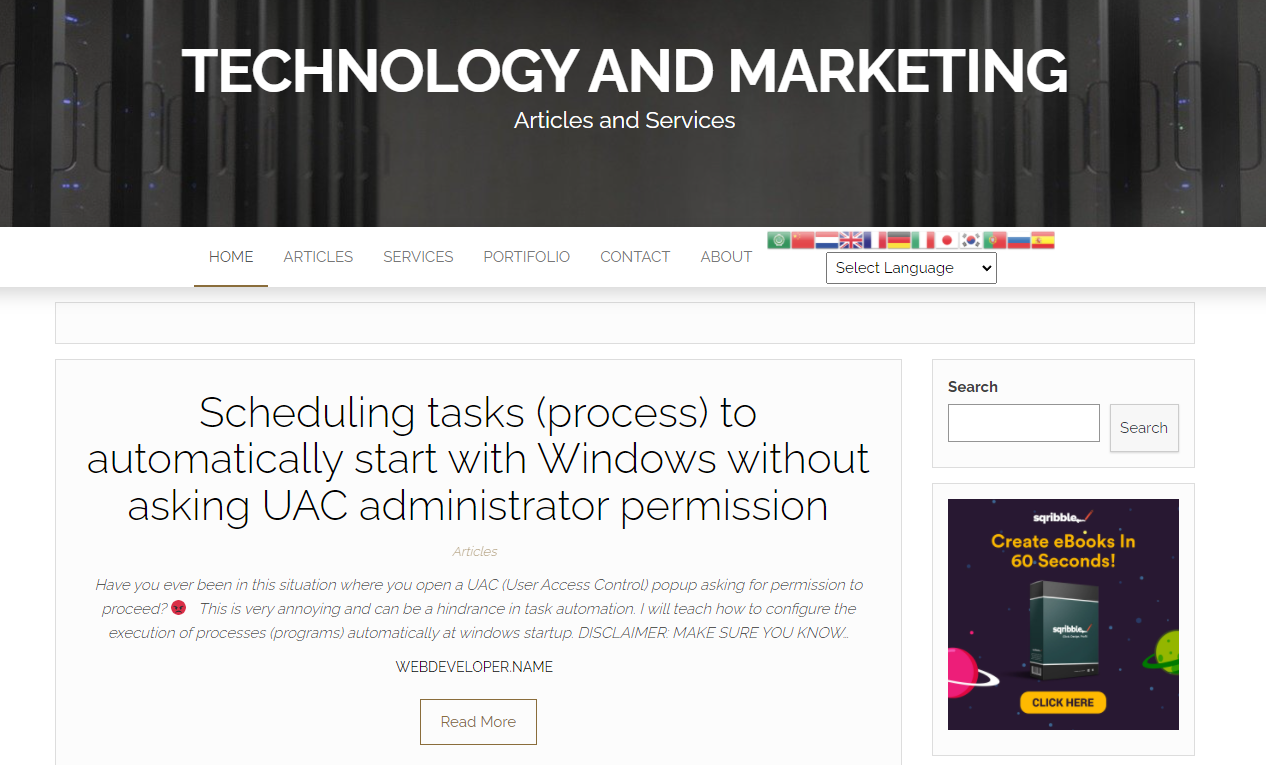 TECHNOLOGY AND MARKETING
Articles and Services
HOME ARTICLES SERVICES PORTIFOLIO CONTACT ABOUT
Select Language
Scheduling tasks (process) to
automatically start with Windows without
asking UAC administrator permission
Articles
Have you ever been in this situation where you open a UAC (User Access Control) popup asking for permission to
proceed? 😡 This is very annoying and can be a hindrance in task automation. I will teach how to configure the
execution of processes (programs) automatically at windows startup. DISCLAIMER: MAKE SURE YOU KNOW…
WEBDEVELOPER.NAME
Read More
Search
Search
sqribble
Create eBooks In
60 Seconds!
sqribble
CLICK HERE